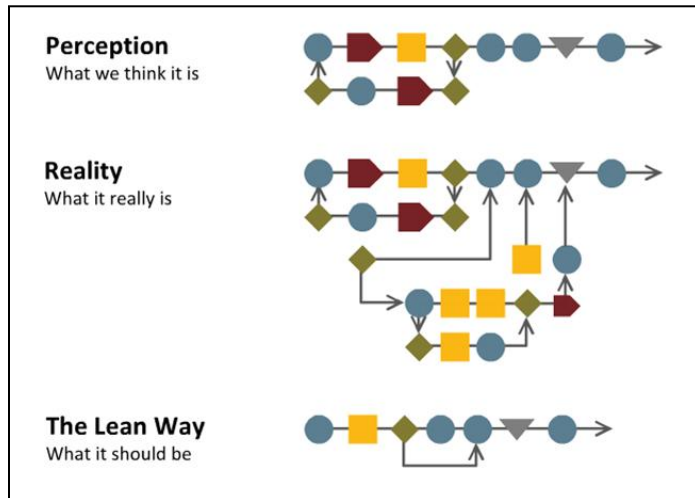 Perception
What we think it is
Reality
What it really is
The Lean Way
What it should be